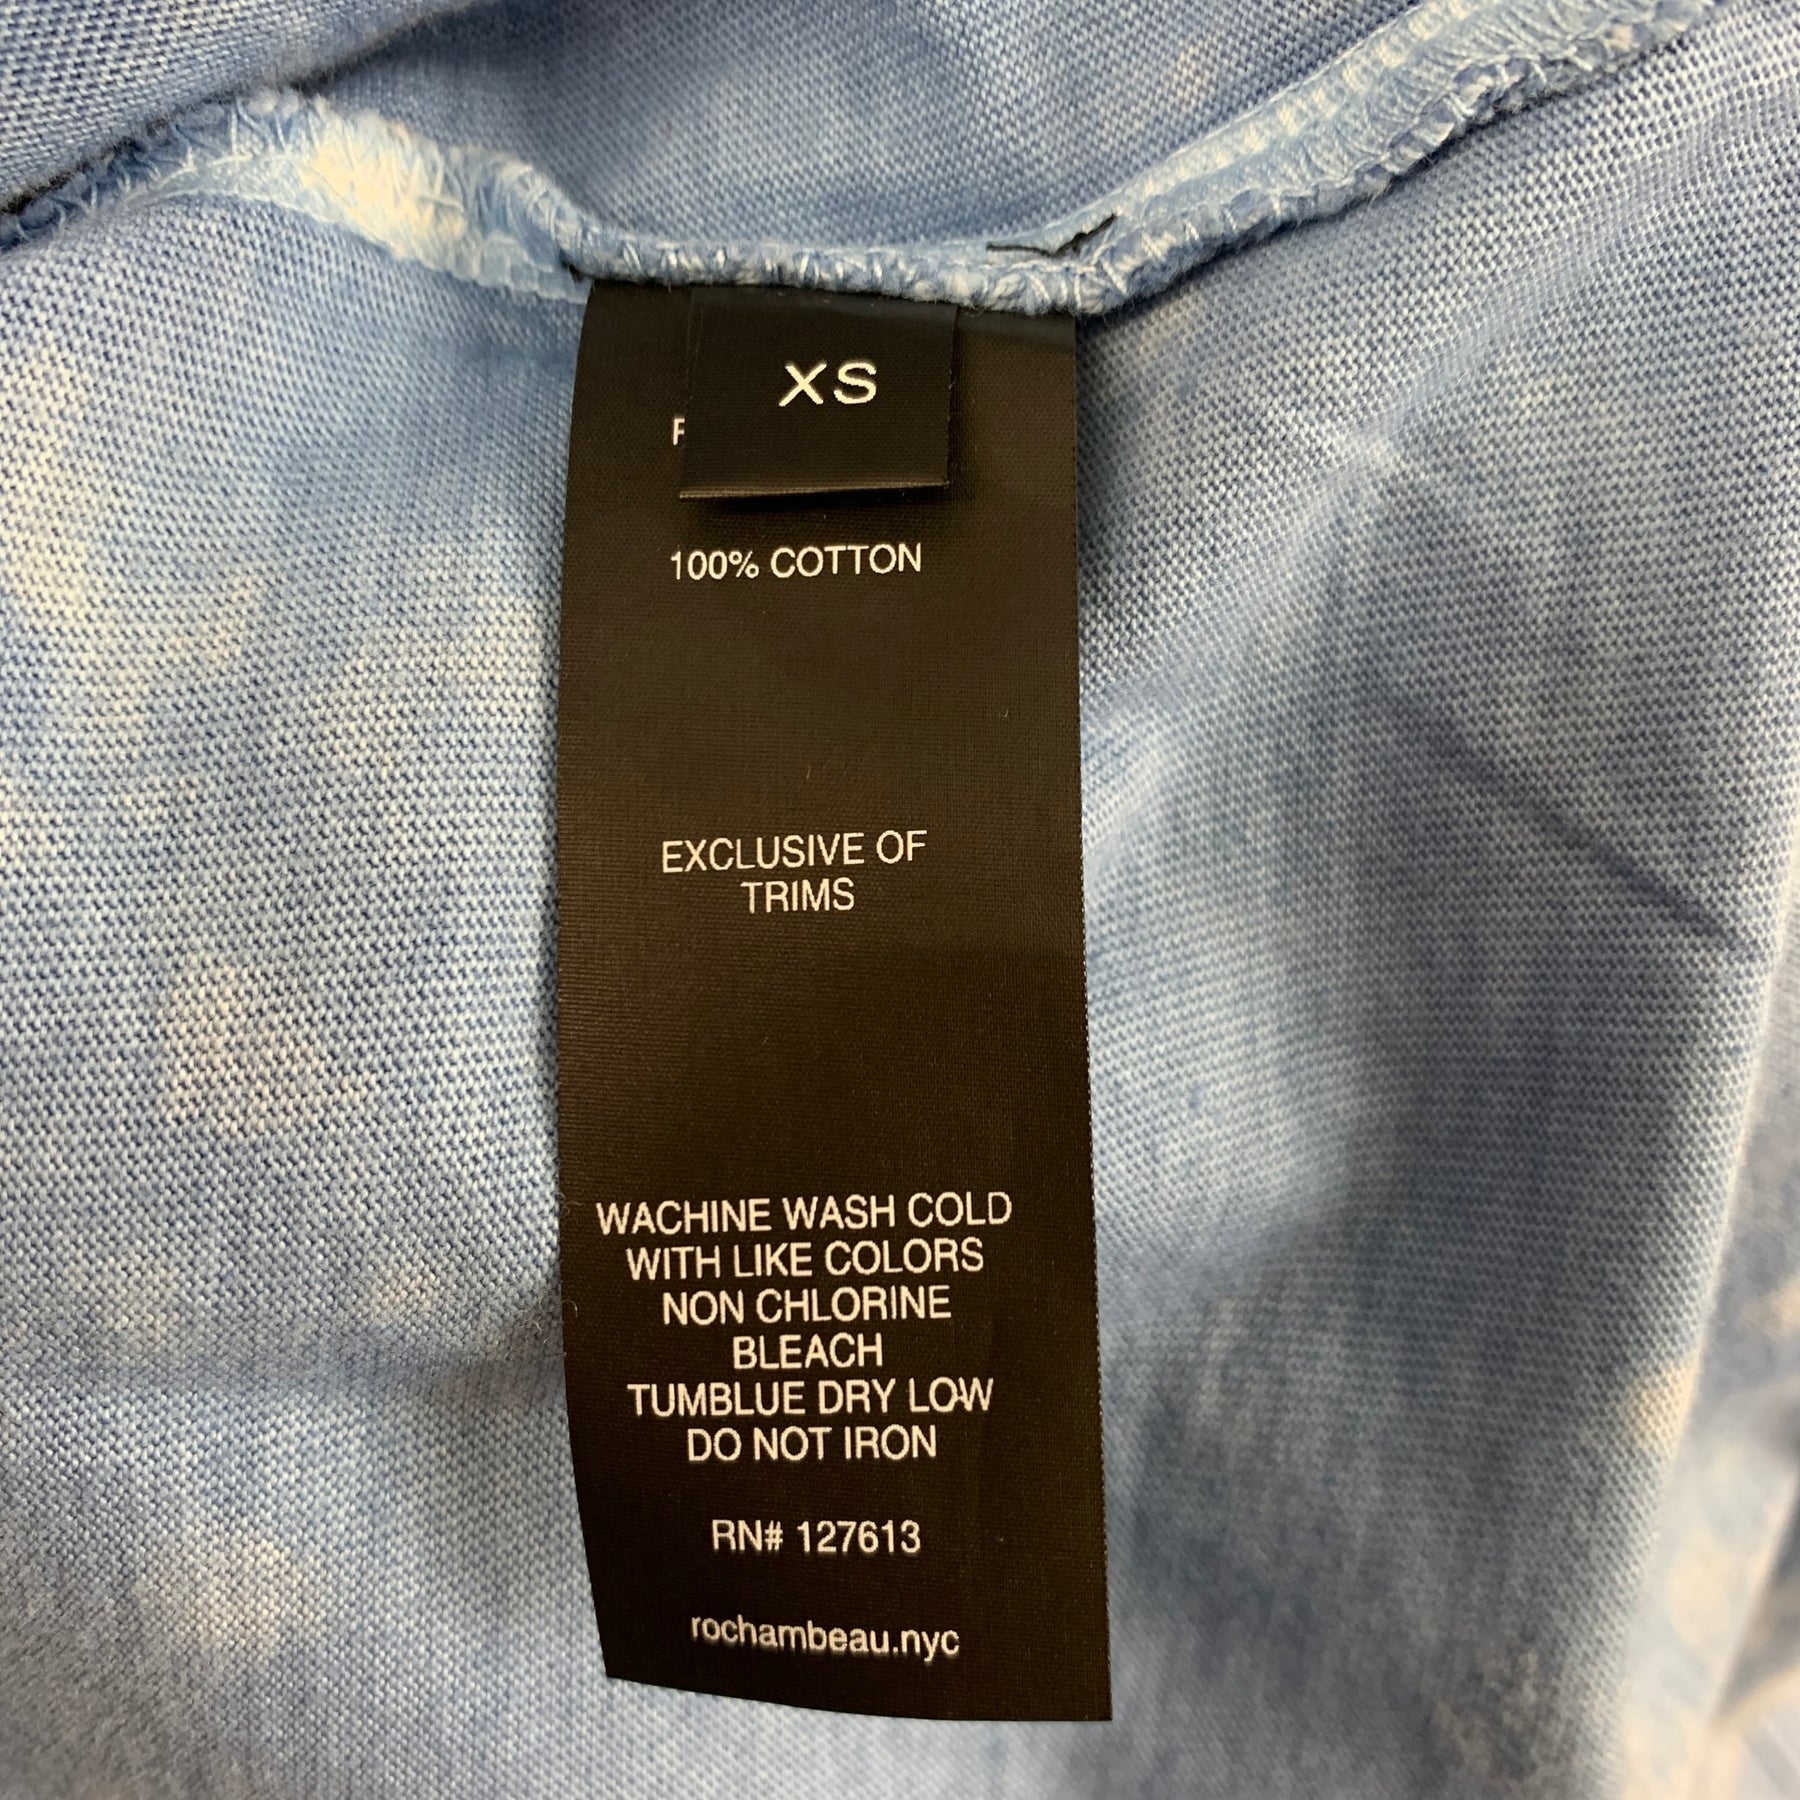 XS
100% COTTON
EXCLUSIVE OF
TRIMS
WACHINE WASH COLD
WITH LIKE COLORS
NON CHLORINE
BLEACH
TUMBLUE DRY LOW
DO NOT IRON
RN# 127613
rochambeau.nyc